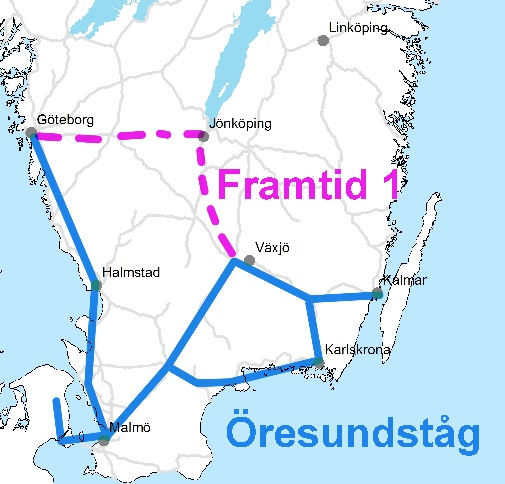 Linköping
Göteborg
Jönköping
Framtid 1
Växjö
Halmstad
Kalmar
Karlskrona
Malmö
Öresundståg